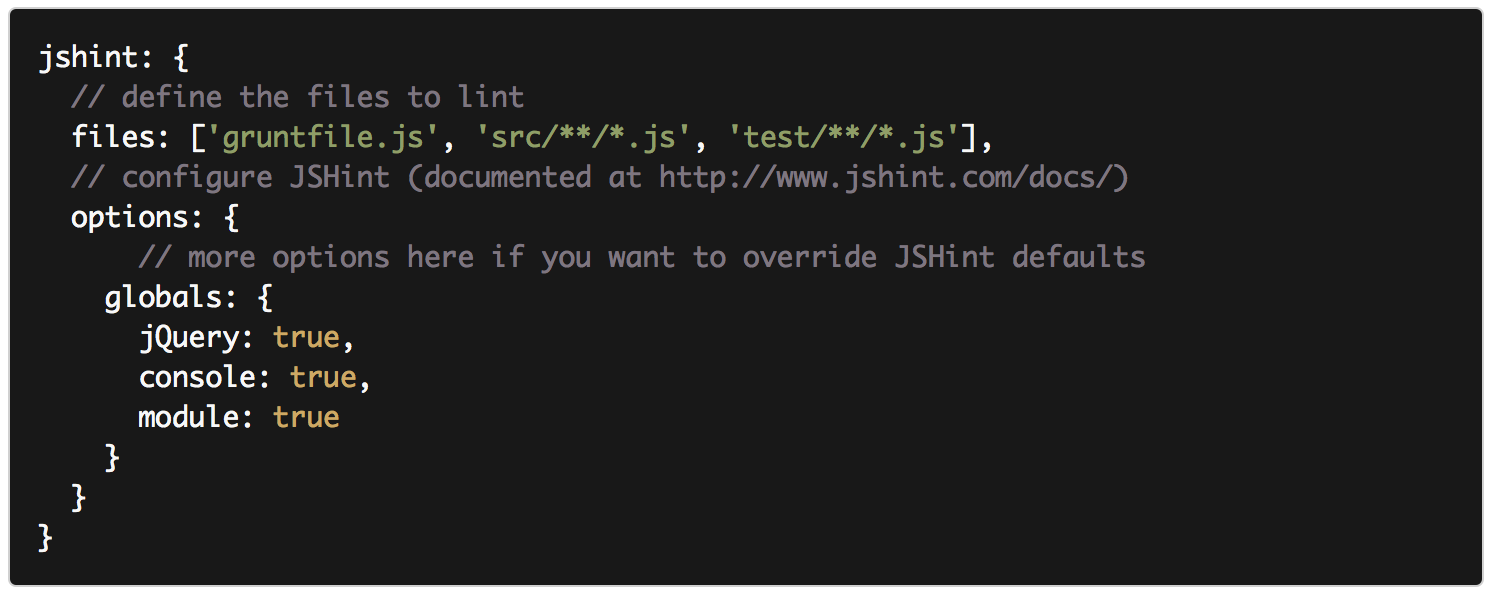 jshint: {
  // define the files to lint
  files: ['gruntfile.js', 'src/**/*.js', 'test/**/*.js'],
  // configure JSHint (documented at http://www.jshint.com/docs/)
  options: {
      // more options here if you want to override JSHint defaults
    globals: {
      jQuery: true,
      console: true,
      module: true
    }
  }
}